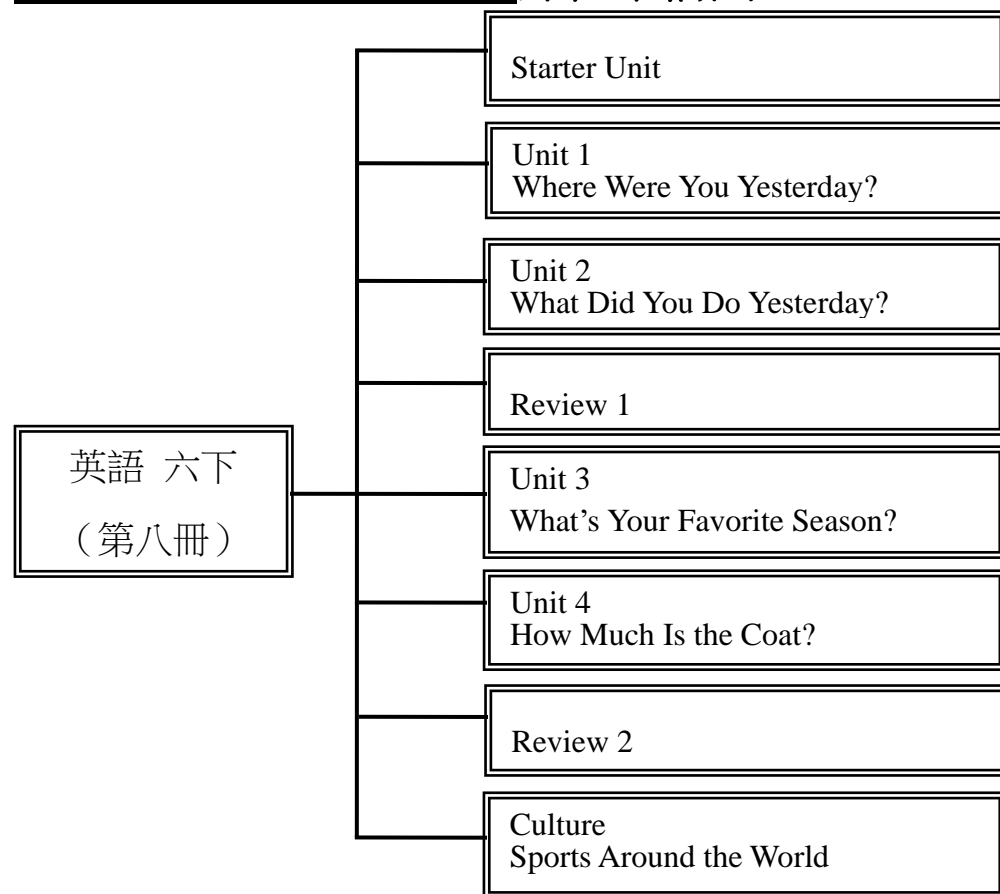 Starter Unit
Unit 1
Where Were You Yesterday?
Unit 2
What Did You Do Yesterday?
Review 1
英語 六下
（第八冊）
Unit 3
What’s Your Favorite Season?
Unit 4
How Much Is the Coat?
Review 2
Culture
Sports Around the World